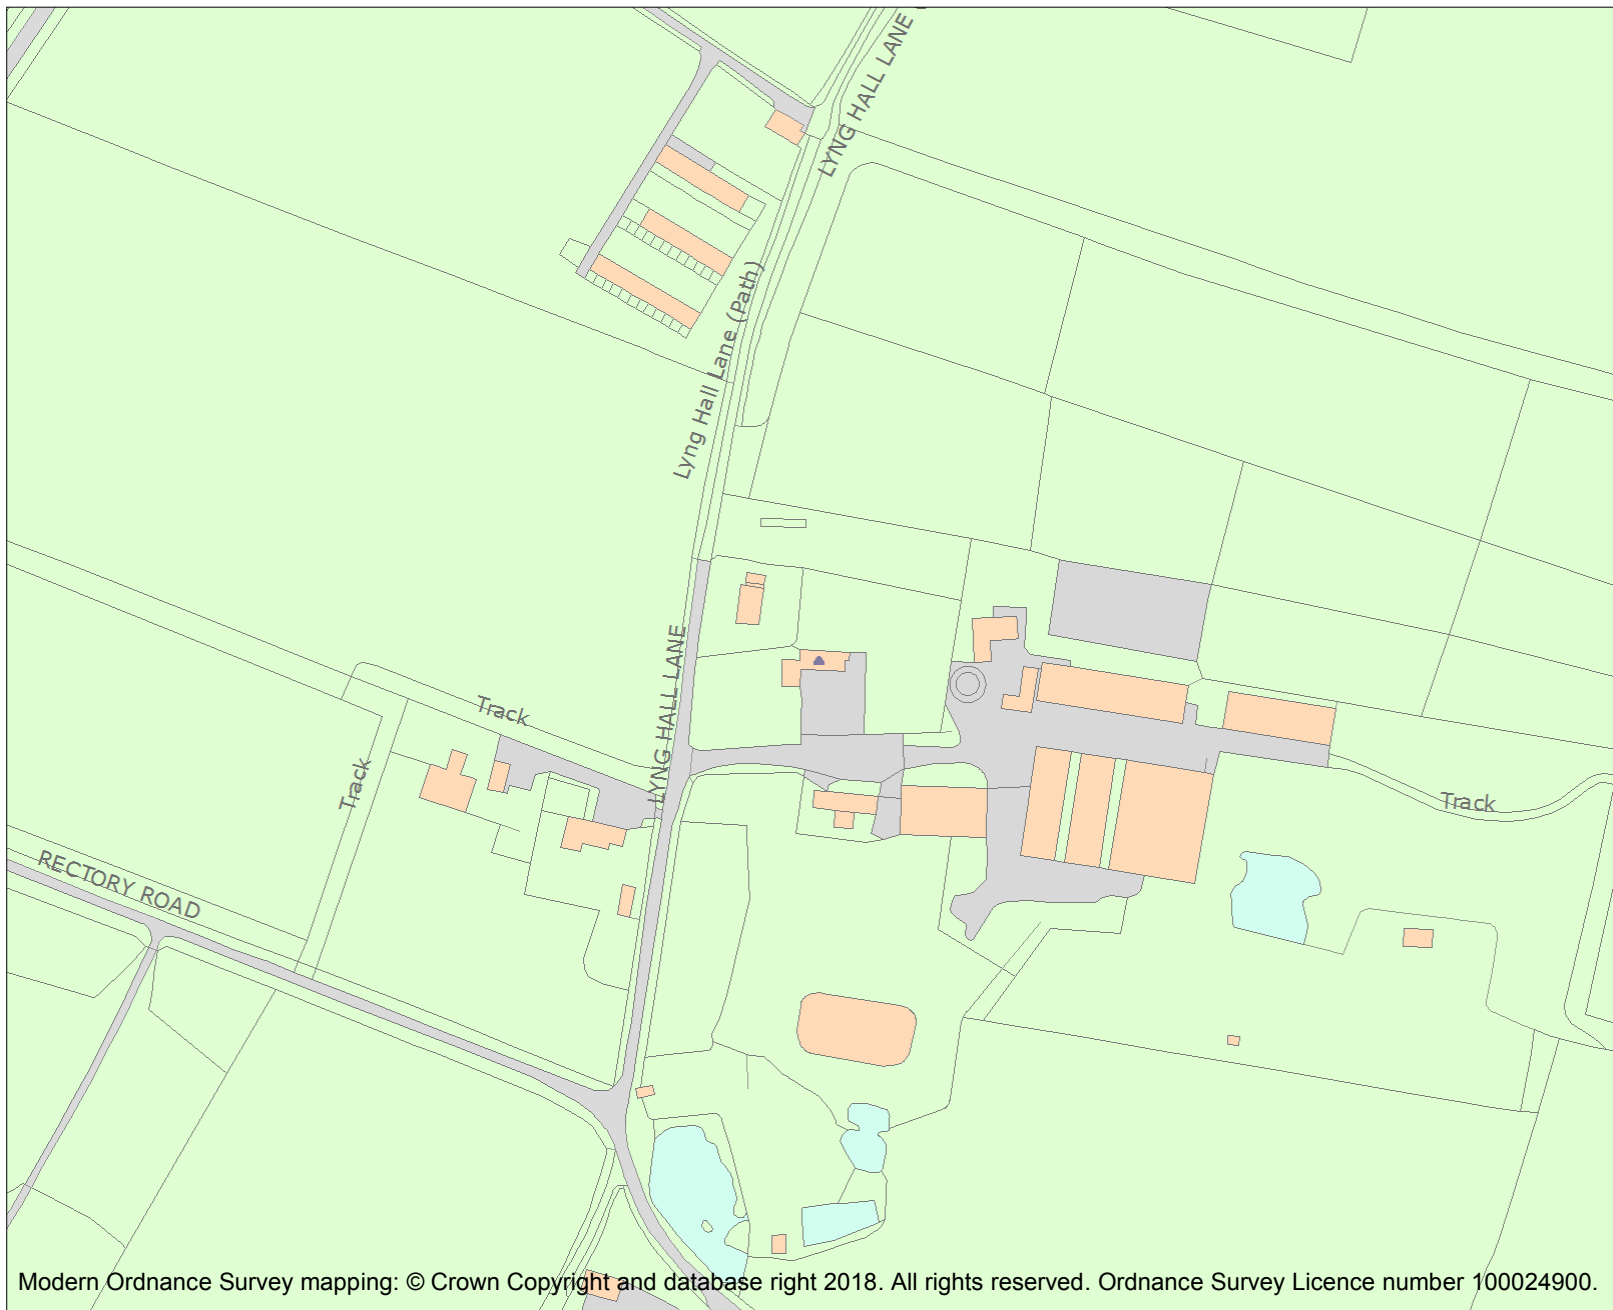 LYNG HALL LANE
Lyng Hall Lane (Path)
LYNG HALL LANE
Track
Track
Track
RECTORY ROAD
Modern Ordnance Survey mapping: © Crown Copyright and database right 2018. All rights reserved. Ordnance Survey Licence number 100024900.